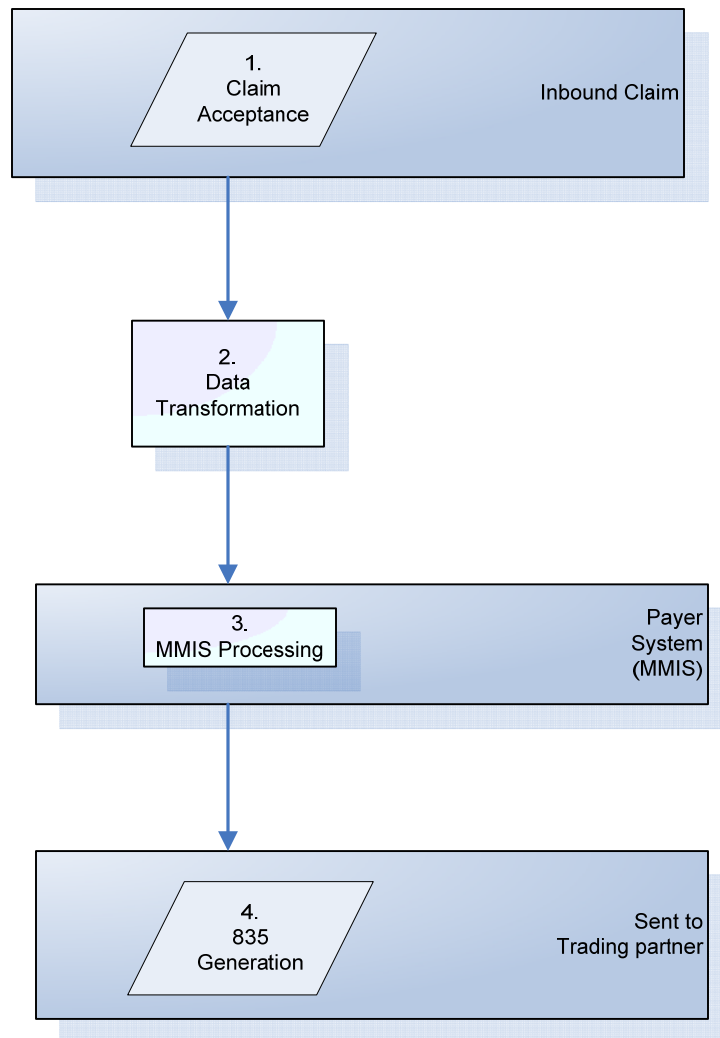 1.
Claim
Acceptance
Inbound Claim
2.
Data
Transformation
3.
MMIS Processing
Payer
System
(MMIS)
4.
835
Generation
Sent to
Trading partner